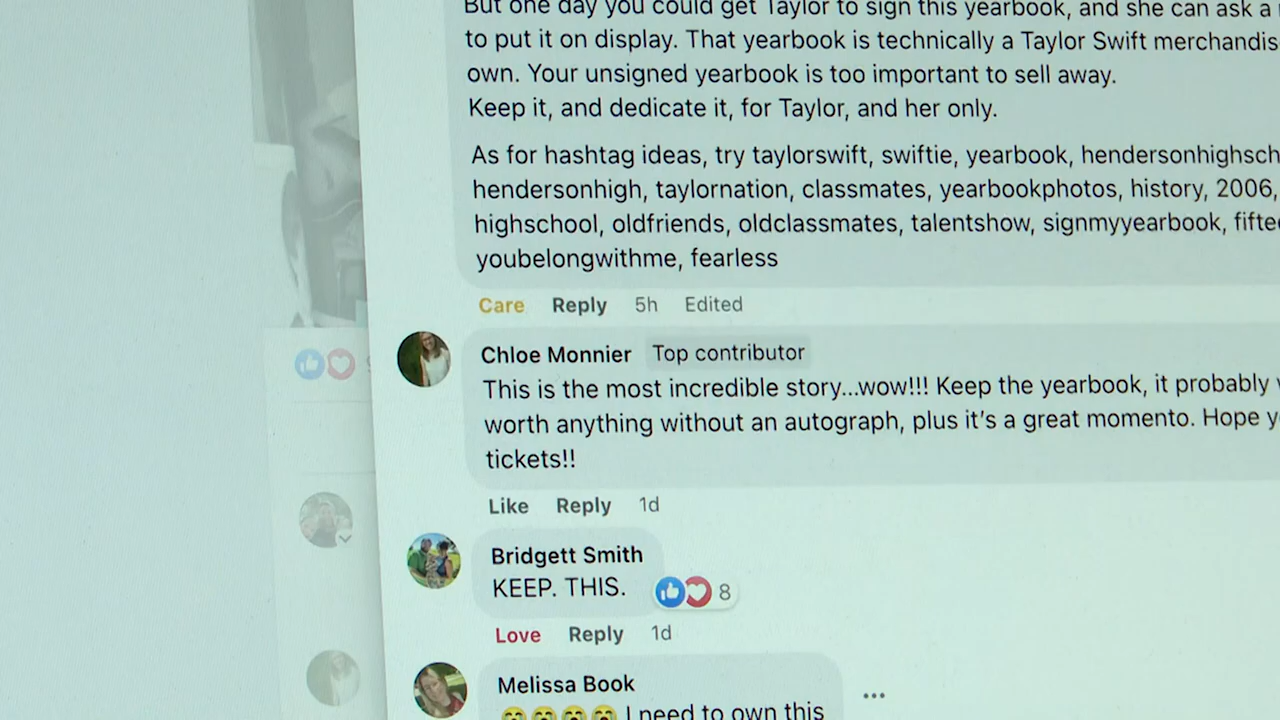 But one day you could get Taylor to sign this yearbook, and she can ask a
to put it on display. That yearbook is technically a Taylor Swift merchandis
own. Your unsigned yearbook is too important to sell away.
Keep it, and dedicate it, for Taylor, and her only.
As for hashtag ideas, try taylorswift, swiftie, yearbook, hendersonhighsch
hendersonhigh, taylornation, classmates, yearbookphotos, history, 2006,
highschool, oldfriends, oldclassmates, talentshow, signmyyearbook, fiftee
youbelongwithme, fearless
Care Reply 5h Edited
Chloe Monnier Top contributor
This is the most incredible story...wow!!! Keep the yearbook, it probably
worth anything without an autograph, plus it's a great momento. Hope y
tickets!!
Like Reply 1d
Bridgett Smith
KEEP. THIS. 8
Love Reply 1d
Melissa Book
I need to own this